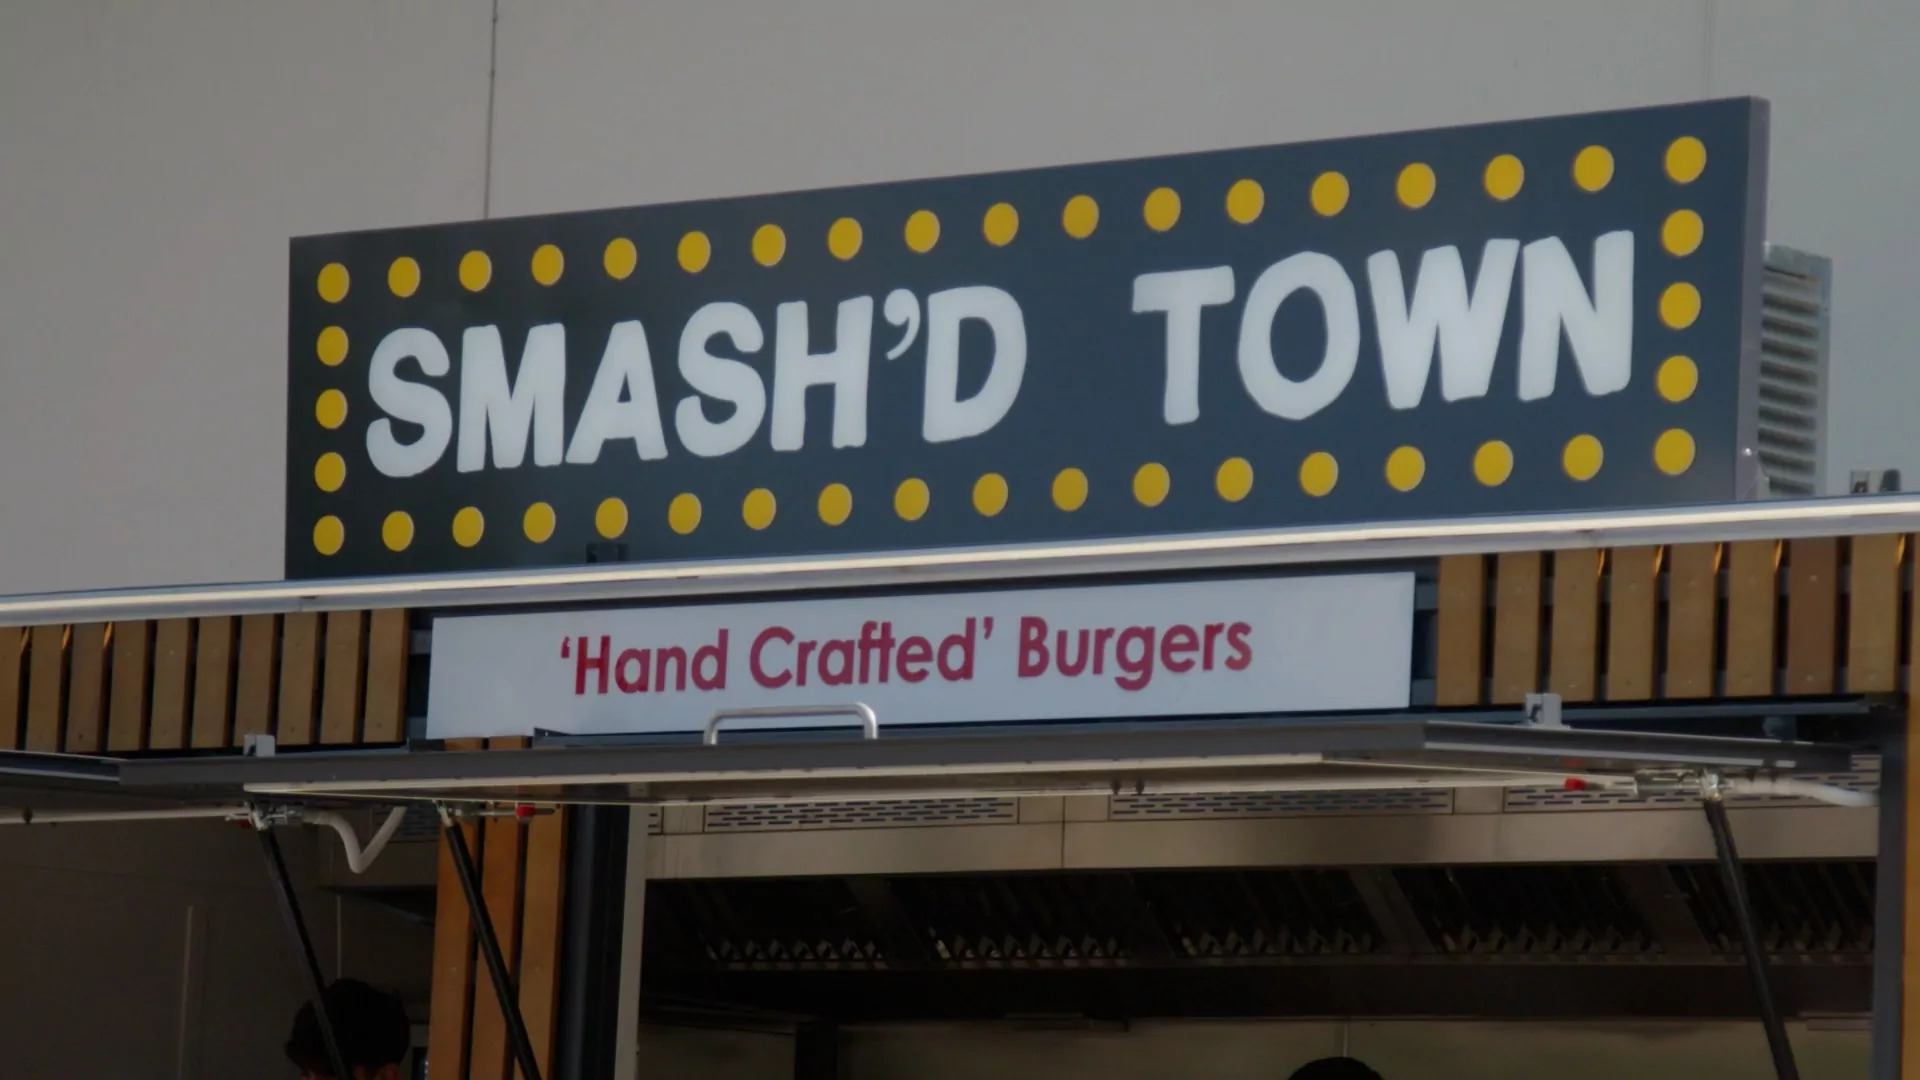 SMASH’D TOWN
‘Hand Crafted’ Burgers